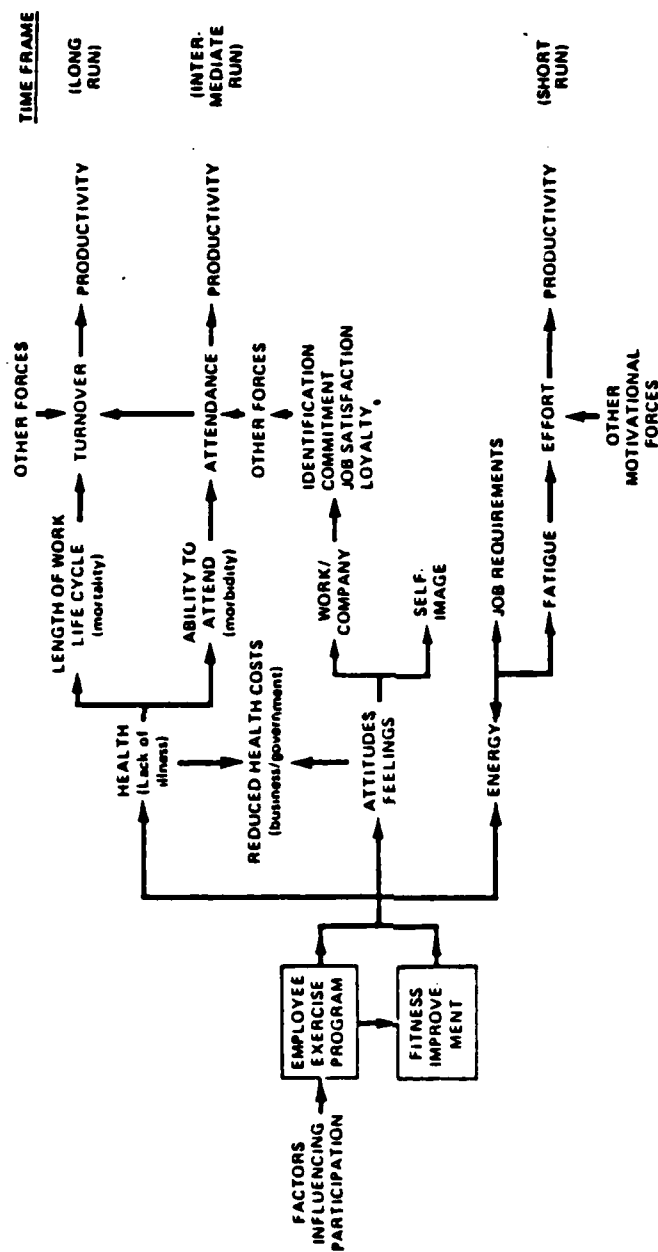 TIME FRAME
OTHER FORCES
LENGTH OF WORK
LIFE CYCLE
(mortality)
TURNOVER
PRODUCTIVITY
(LONG
RUN)
HEALTH
(Lack of
illness)
ABILITY TO
ATTEND
(morbidity)
ATTENDANCE
PRODUCTIVITY
(INTER-
MEDIATE
RUN)
REDUCED HEALTH COSTS
(business/government)
OTHER FORCES
ATTITUDES
FEELINGS
WORK/
COMPANY
IDENTIFICATION
COMMITMENT
JOB SATISFACTION
LOYALTY
SELF-
IMAGE
FACTORS
INFLUENCING
PARTICIPATION
EMPLOYEE
EXERCISE
PROGRAM
FITNESS
IMPROVE
MENT
ENERGY
JOB REQUIREMENTS
FATIGUE
EFFORT
PRODUCTIVITY
(SHORT
RUN)
OTHER
MOTIVATIONAL
FORCES